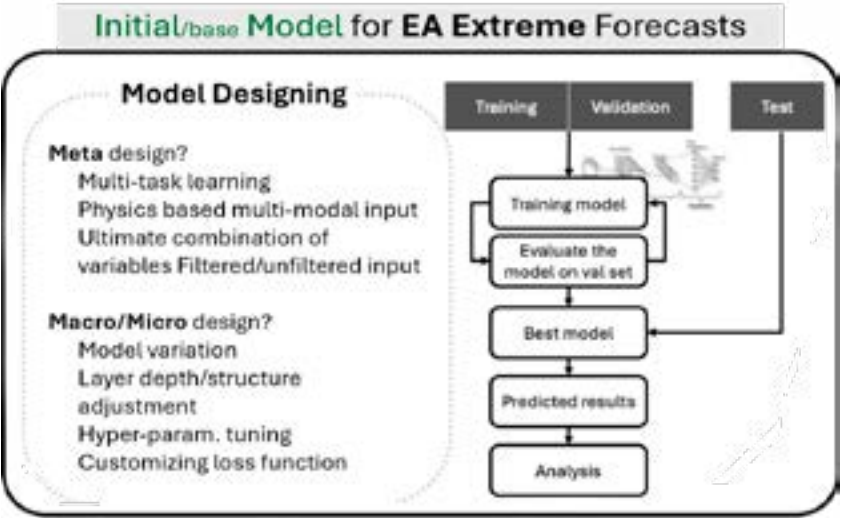 Initial/base Model for EA Extreme Forecasts
Model Designing
Meta design?
Multi-task learning
Physics based multi-modal input
Ultimate combination of
variables Filtered/unfiltered input
Macro/Micro design?
Model variation
Layer depth/structure
adjustment
Hyper-param. tuning
Customizing loss function
Training
Validation
Test
Training model
Evaluate the
model on val set
Best model
Predicted results
Analysis